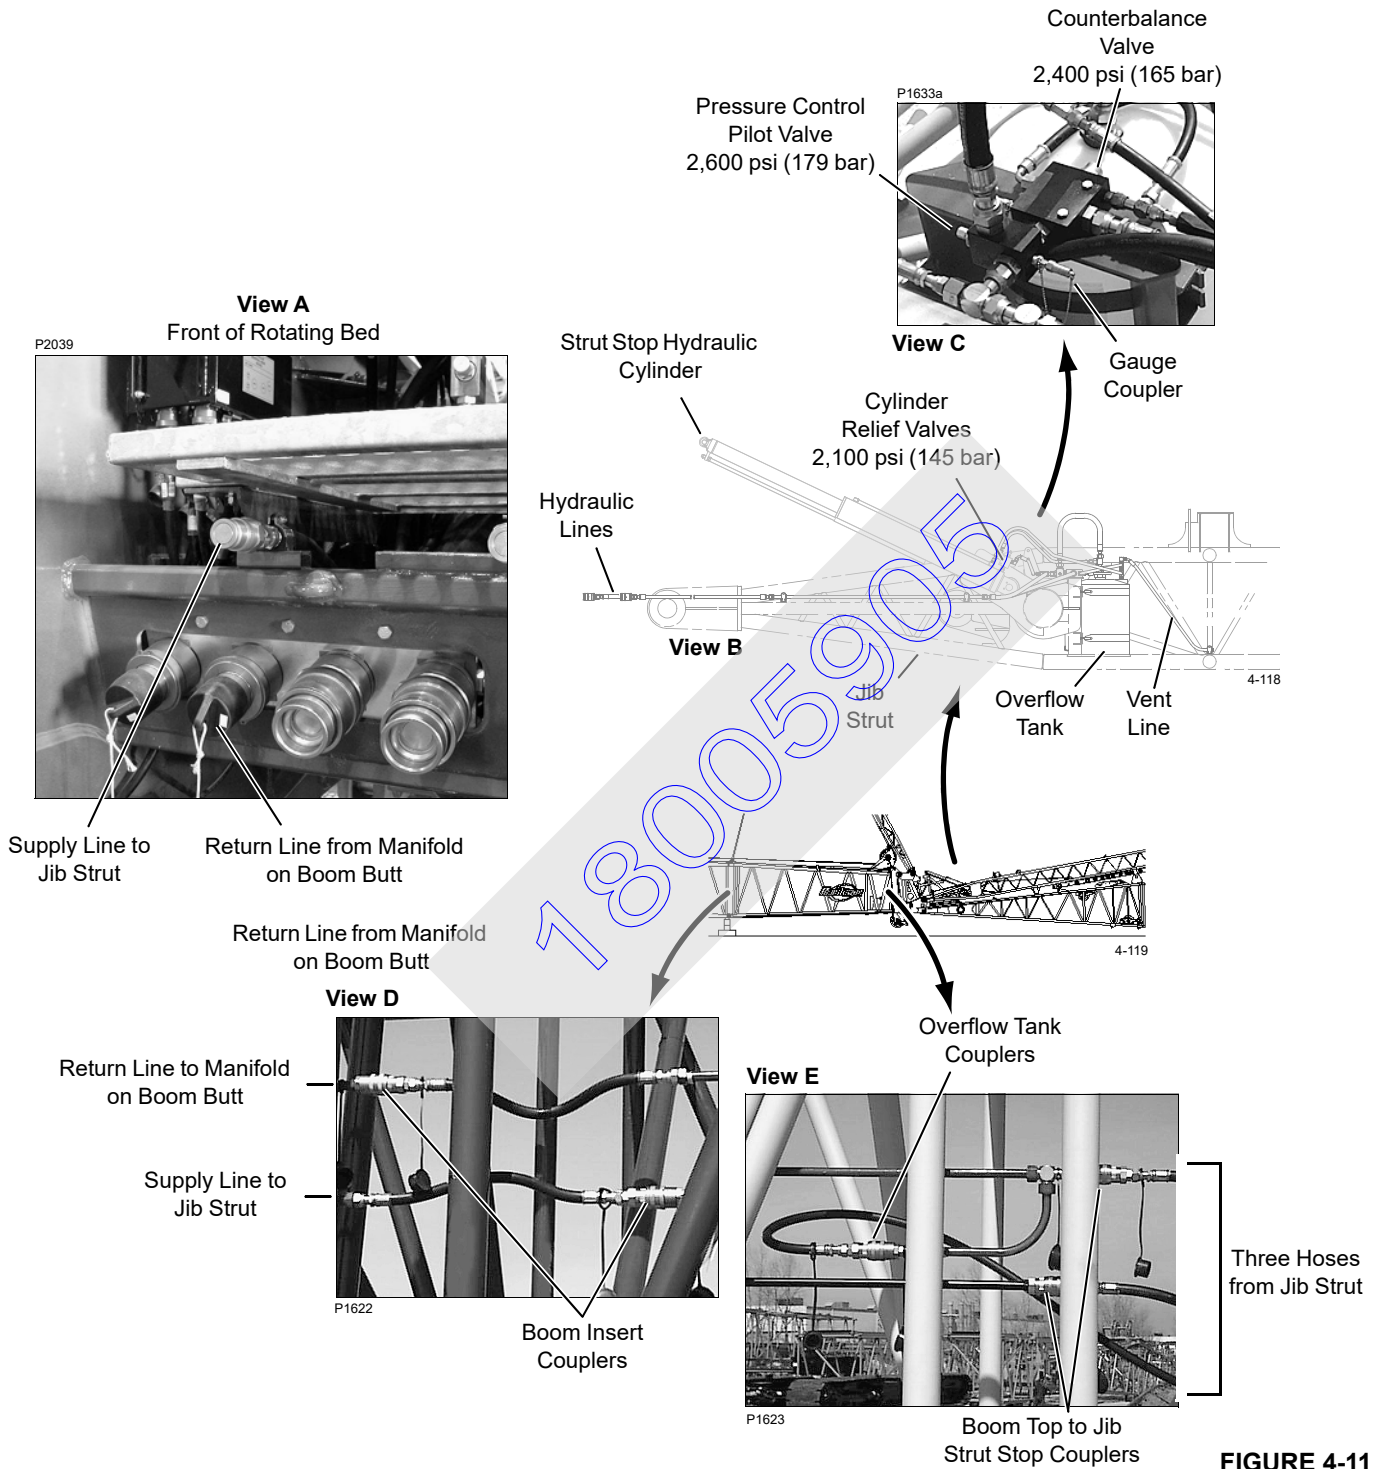 Counterbalance
Valve
2,400 psi (165 bar)
P1633a
Pressure Control
Pilot Valve
2,600 psi (179 bar)
View A
Front of Rotating Bed
P2039
View C
Gauge
Coupler
Strut Stop Hydraulic
Cylinder
Cylinder
Relief Valves
2,100 psi (145 bar)
Hydraulic
Lines
View B
4-118
Jib
Strut
Overflow
Tank
Vent
Line
18005905
Supply Line to
Jib Strut
Return Line from Manifold
on Boom Butt
4-119
Return Line from Manifold
on Boom Butt
View D
Overflow Tank
Couplers
View E
Return Line to Manifold
on Boom Butt
Supply Line to
Jib Strut
P1622
Boom Insert
Couplers
Three Hoses
from Jib Strut
P1623
Boom Top to Jib
Strut Stop Couplers
FIGURE 4-11